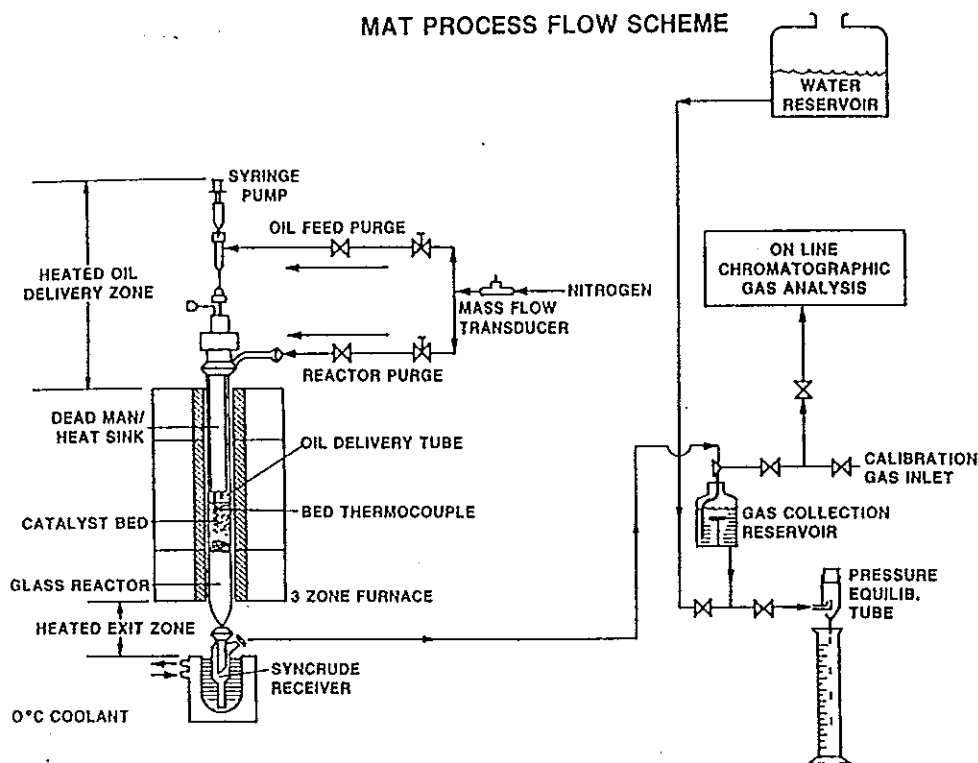 MAT PROCESS FLOW SCHEME
WATER
RESERVOIR
SYRINGE
PUMP
OIL FEED PURGE
HEATED OIL
DELIVERY ZONE
NITROGEN
MASS FLOW
TRANSDUCER
ON LINE
CHROMATOGRAPHIC
GAS ANALYSIS
REACTOR PURGE
DEAD MAN/
HEAT SINK
OIL DELIVERY TUBE
BED THERMOCOUPLE
CATALYST BED
CALIBRATION
GAS INLET
GAS COLLECTION
RESERVOIR
GLASS REACTOR
3 ZONE FURNACE
PRESSURE
EQUILIB.
TUBE
HEATED EXIT ZONE
SYNCRUDE
RECEIVER
0°C COOLANT